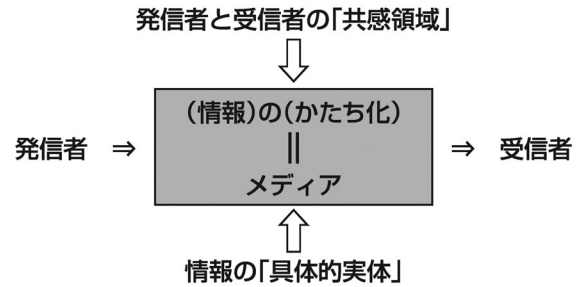 発信者と受信者の「共感領域」
(情報)の(かたち化)
発信者 ⇒ || ⇒ 受信者
メディア
情報の「具体的実体」